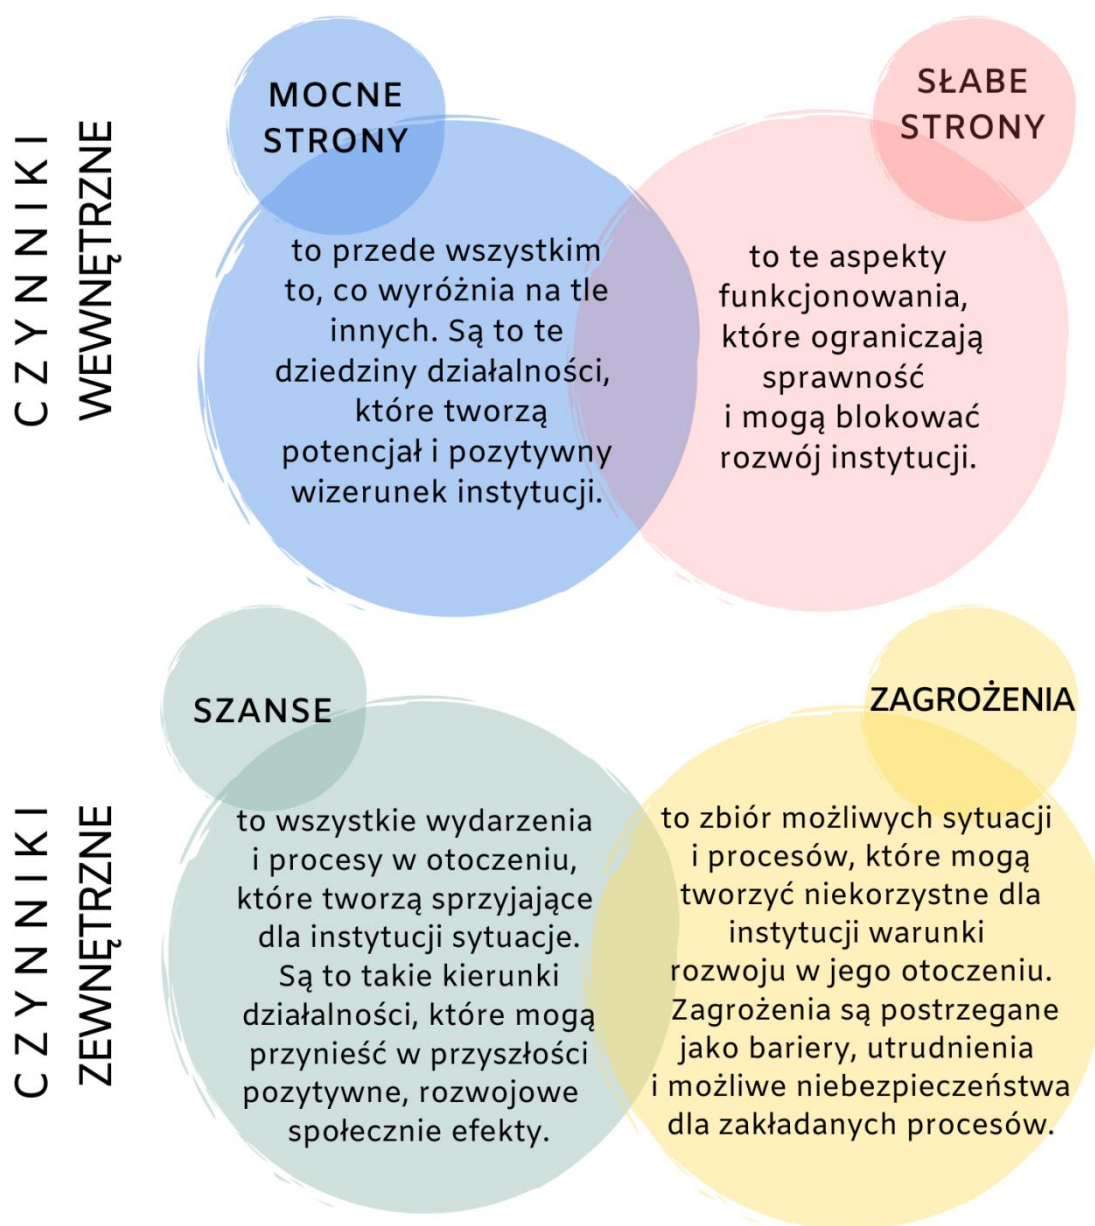 CZYNNIKI
WEWNĘTRZNE
MOCNE
STRONY
to przede wszystkim
to, co wyróżnia na tle
innych. Są to te
dziedziny działalności,
które tworzą
potencjał i pozytywny
wizerunek instytucji.
SŁABE
STRONY
to te aspekty
funkcjonowania,
które ograniczają
sprawność
i mogą blokować
rozwój instytucji.
CZYNNIKI
ZEWNĘTRZNE
SZANSE
to wszystkie wydarzenia
i procesy w otoczeniu,
które tworzą sprzyjające
dla instytucji sytuacje.
Są to takie kierunki
działalności, które mogą
przynieść w przyszłości
pozytywne, rozwojowe
społecznie efekty.
ZAGROŻENIA
to zbiór możliwych sytuacji
i procesów, które mogą
tworzyć niekorzystne dla
instytucji warunki
rozwoju w jego otoczeniu.
Zagrożenia są postrzegane
jako bariery, utrudnienia
i możliwe niebezpieczeństwa
dla zakładanych procesów.